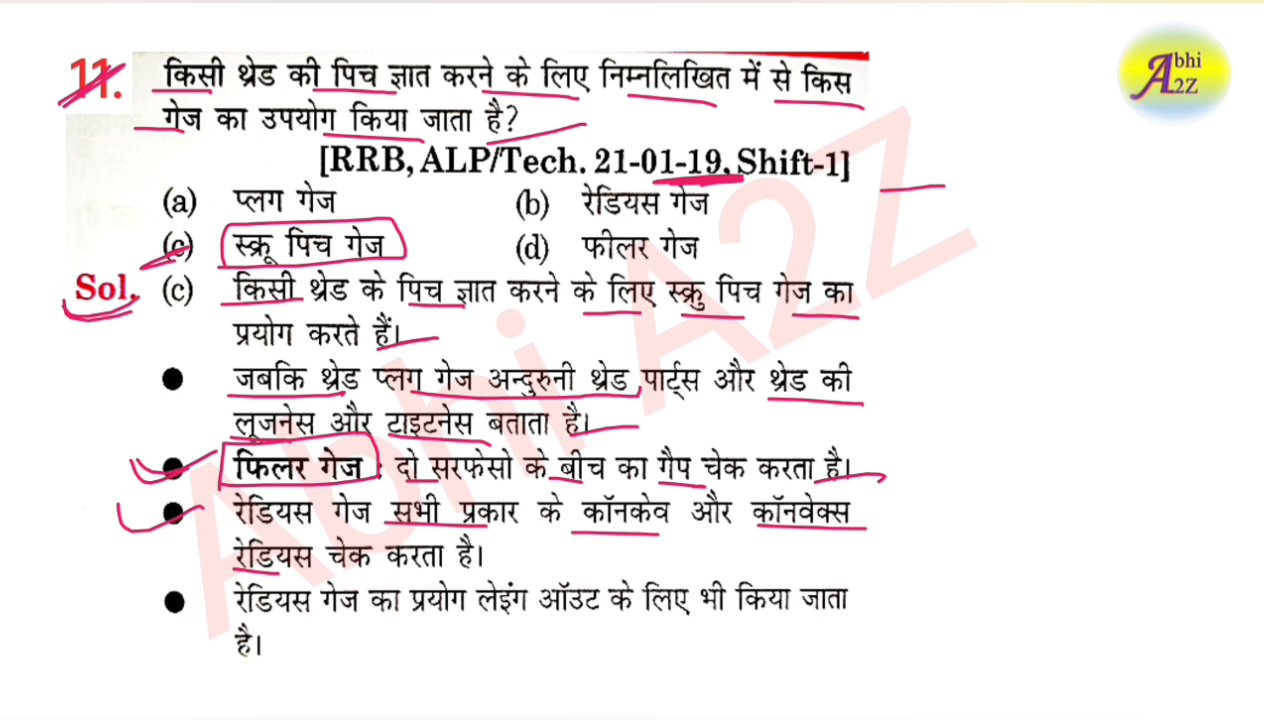 Abhi A2Z
11. किसी थ्रेड की पिच ज्ञात करने के लिए निम्नलिखित में से किस
गेज का उपयोग किया जाता है?
[RRB, ALP/Tech. 21-01-19, Shift-1]
(a) प्लग गेज (b) रेडियस गेज
(c) स्क्रू पिच गेज (d) फीलर गेज
Sol. (c) किसी थ्रेड के पिच ज्ञात करने के लिए स्क्रु पिच गेज का
प्रयोग करते हैं।
● जबकि थ्रेड प्लग गेज अन्दुरुनी थ्रेड पार्ट्स और थ्रेड की
लूजनेस और टाइटनेस बताता है।
● फिलर गेज : दो सरफेसो के बीच का गैप चेक करता है।
● रेडियस गेज सभी प्रकार के कॉनकेव और कॉनवेक्स
रेडियस चेक करता है।
● रेडियस गेज का प्रयोग लेइंग ऑउट के लिए भी किया जाता
है।
Abhi A2Z